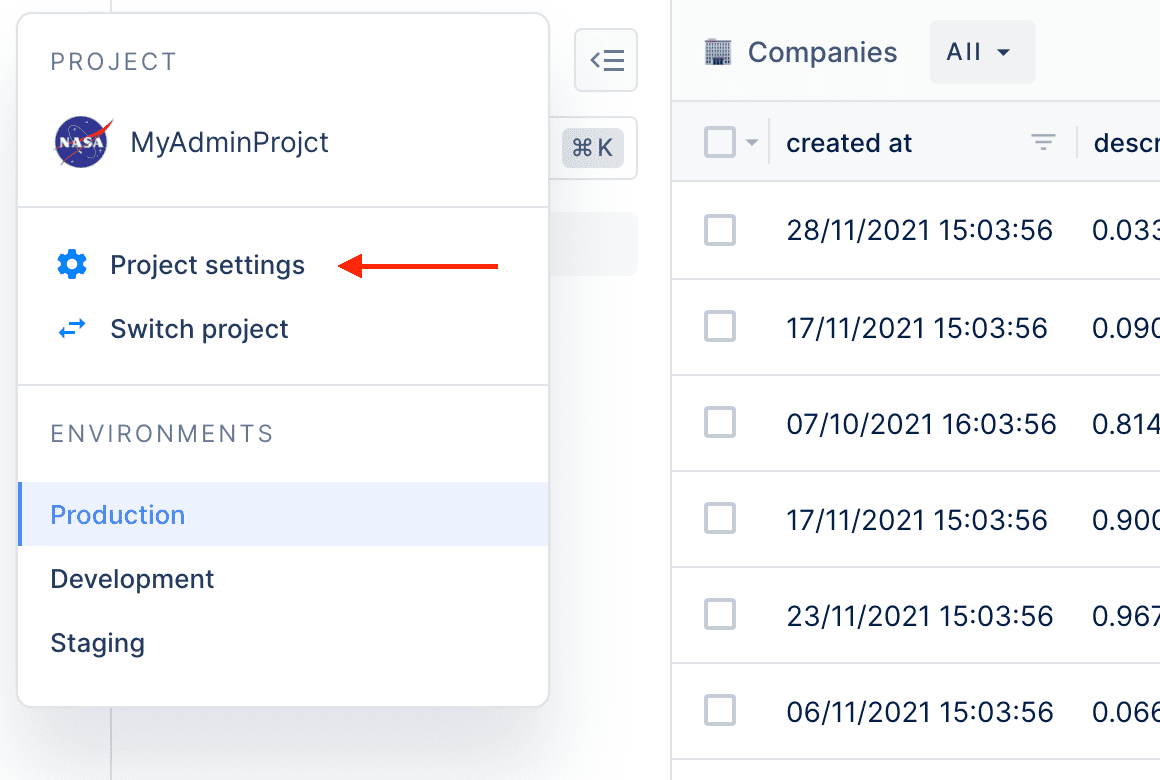 PROJECT
NASA
MyAdminProjct
Project settings
Switch project
ENVIRONMENTS
Production
Development
Staging
⌘ K
Companies
All
created at
descr
28/11/2021 15:03:56 0.033
17/11/2021 15:03:56 0.090
07/10/2021 16:03:56 0.814
17/11/2021 15:03:56 0.900
23/11/2021 15:03:56 0.967
06/11/2021 15:03:56 0.066